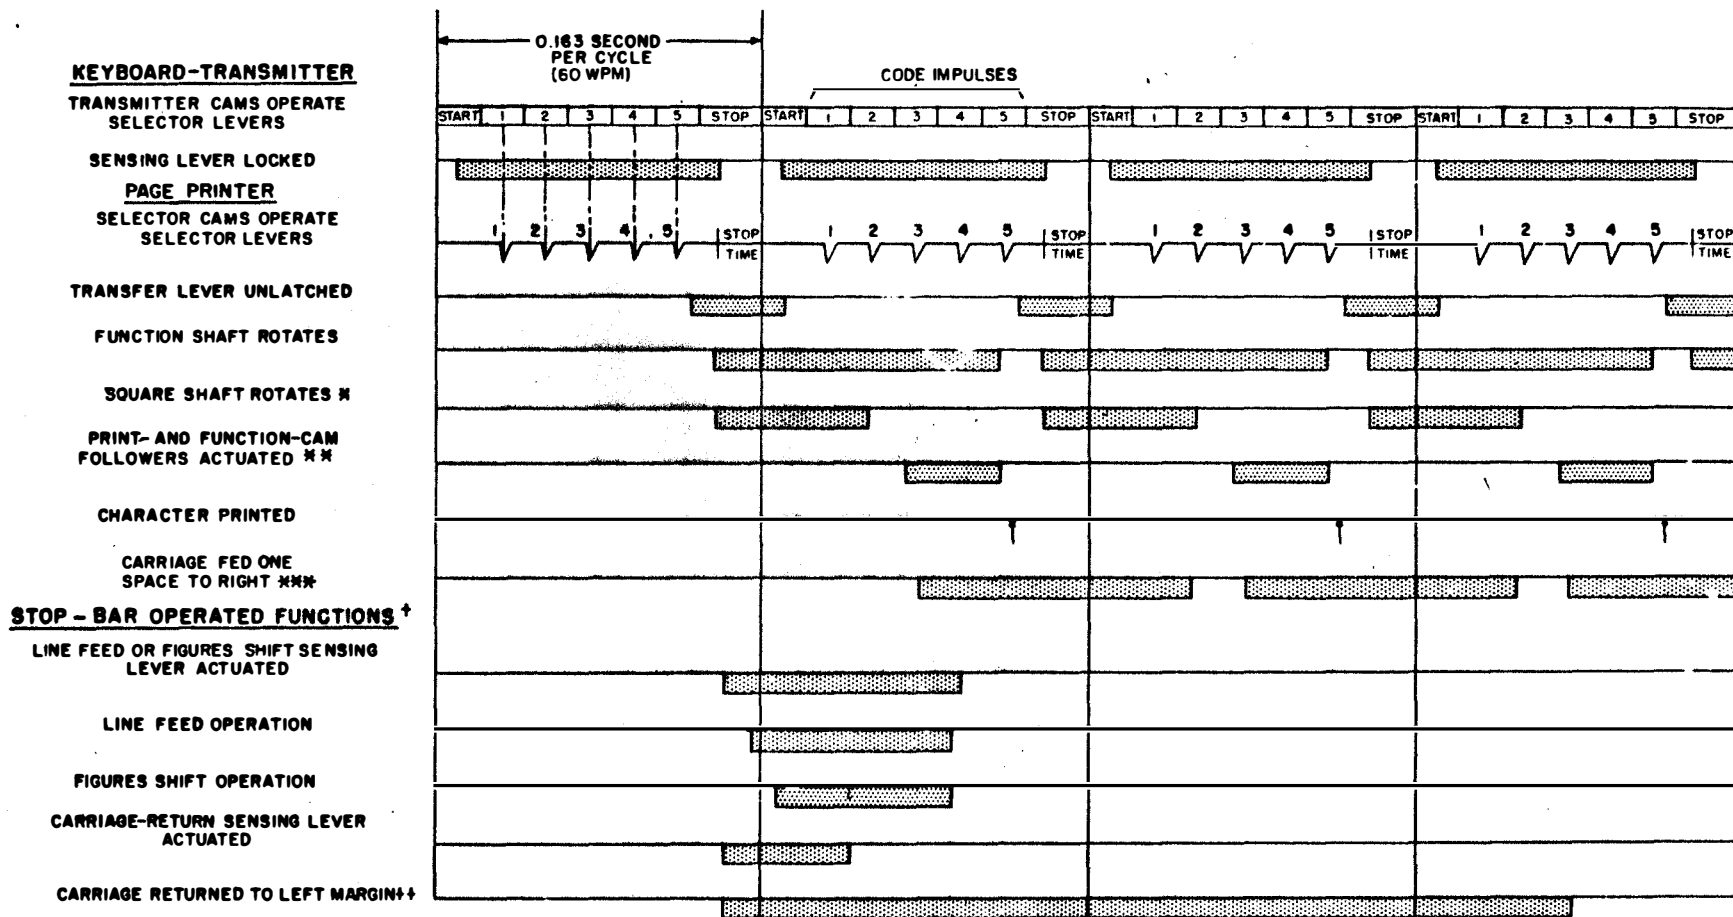 0.163 SECOND
PER CYCLE
(60 WPM)
KEYBOARD-TRANSMITTER
CODE IMPULSES
TRANSMITTER CAMS OPERATE
SELECTOR LEVERS
START 1 2 3 4 5 STOP START 1 2 3 4 5 STOP START 1 2 3 4 5 STOP START 1 2 3 4 5 STOP
SENSING LEVER LOCKED
PAGE PRINTER
SELECTOR CAMS OPERATE
SELECTOR LEVERS
1 2 3 4 5 STOP 1 2 3 4 5 STOP 1 2 3 4 5 STOP 1 2 3 4 5 STOP
TIME TIME TIME TIME
TRANSFER LEVER UNLATCHED
FUNCTION SHAFT ROTATES
SQUARE SHAFT ROTATES *
PRINT- AND FUNCTION-CAM
FOLLOWERS ACTUATED **
CHARACTER PRINTED
CARRIAGE FED ONE
SPACE TO RIGHT ***
STOP - BAR OPERATED FUNCTIONS +
LINE FEED OR FIGURES SHIFT SENSING
LEVER ACTUATED
LINE FEED OPERATION
FIGURES SHIFT OPERATION
CARRIAGE-RETURN SENSING LEVER
ACTUATED
CARRIAGE RETURNED TO LEFT MARGIN++